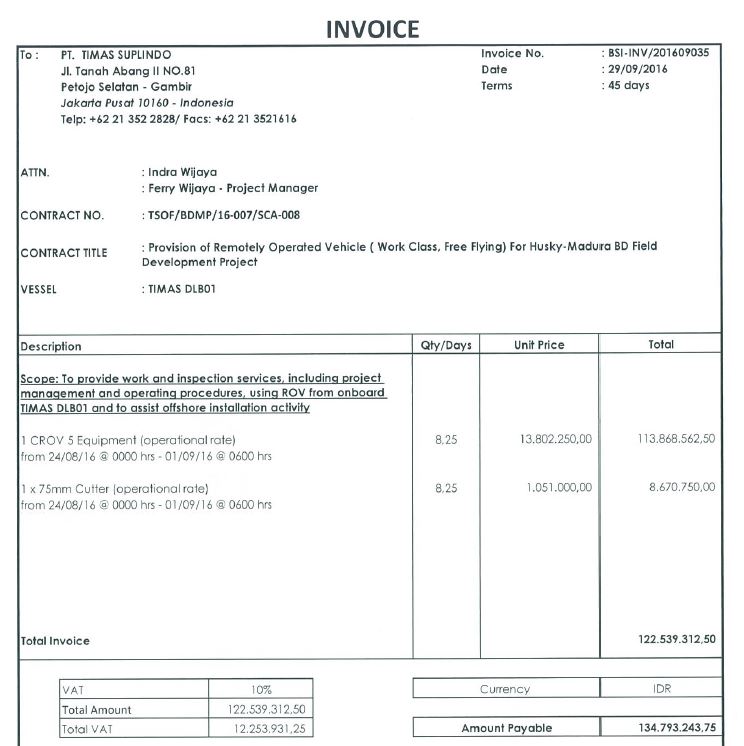 INVOICE
To : PT. TIMAS SUPLINDO Invoice No. : BSI-INV/201609035
Jl. Tanah Abang II NO.81 Date : 29/09/2016
Petojo Selatan - Gambir Terms : 45 days
Jakarta Pusat 10160 - Indonesia
Telp: +62 21 352 2828/ Facs: +62 21 3521616
ATTN. : Indra Wijaya
: Ferry Wijaya - Project Manager
CONTRACT NO. : TSOF/BDMP/16-007/SCA-008
CONTRACT TITLE : Provision of Remotely Operated Vehicle ( Work Class, Free Flying) For Husky-Madura BD Field
Development Project
VESSEL : TIMAS DLB01
Description Qty/Days Unit Price Total
Scope: To provide work and inspection services, including project
management and operating procedures, using ROV from onboard
TIMAS DLB01 and to assist offshore installation activity
1 CROV 5 Equipment (operational rate) 8,25 13.802.250,00 113.868.562,50
from 24/08/16 @ 0000 hrs - 01/09/16 @ 0600 hrs
1 x 75mm Cutter (operational rate) 8,25 1.051.000,00 8.670.750,00
from 24/08/16 @ 0000 hrs - 01/09/16 @ 0600 hrs
Total Invoice 122.539.312,50
VAT 10% Currency IDR
Total Amount 122.539.312,50
Total VAT 12.253.931,25 Amount Payable 134.793.243,75